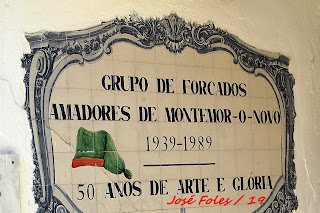 GRUPO DE FORCADOS
AMADORES DE MONTEMOR-O-NOVO
1939-1989
50 ANOS DE ARTE E GLÓRIA
José Foles / 19